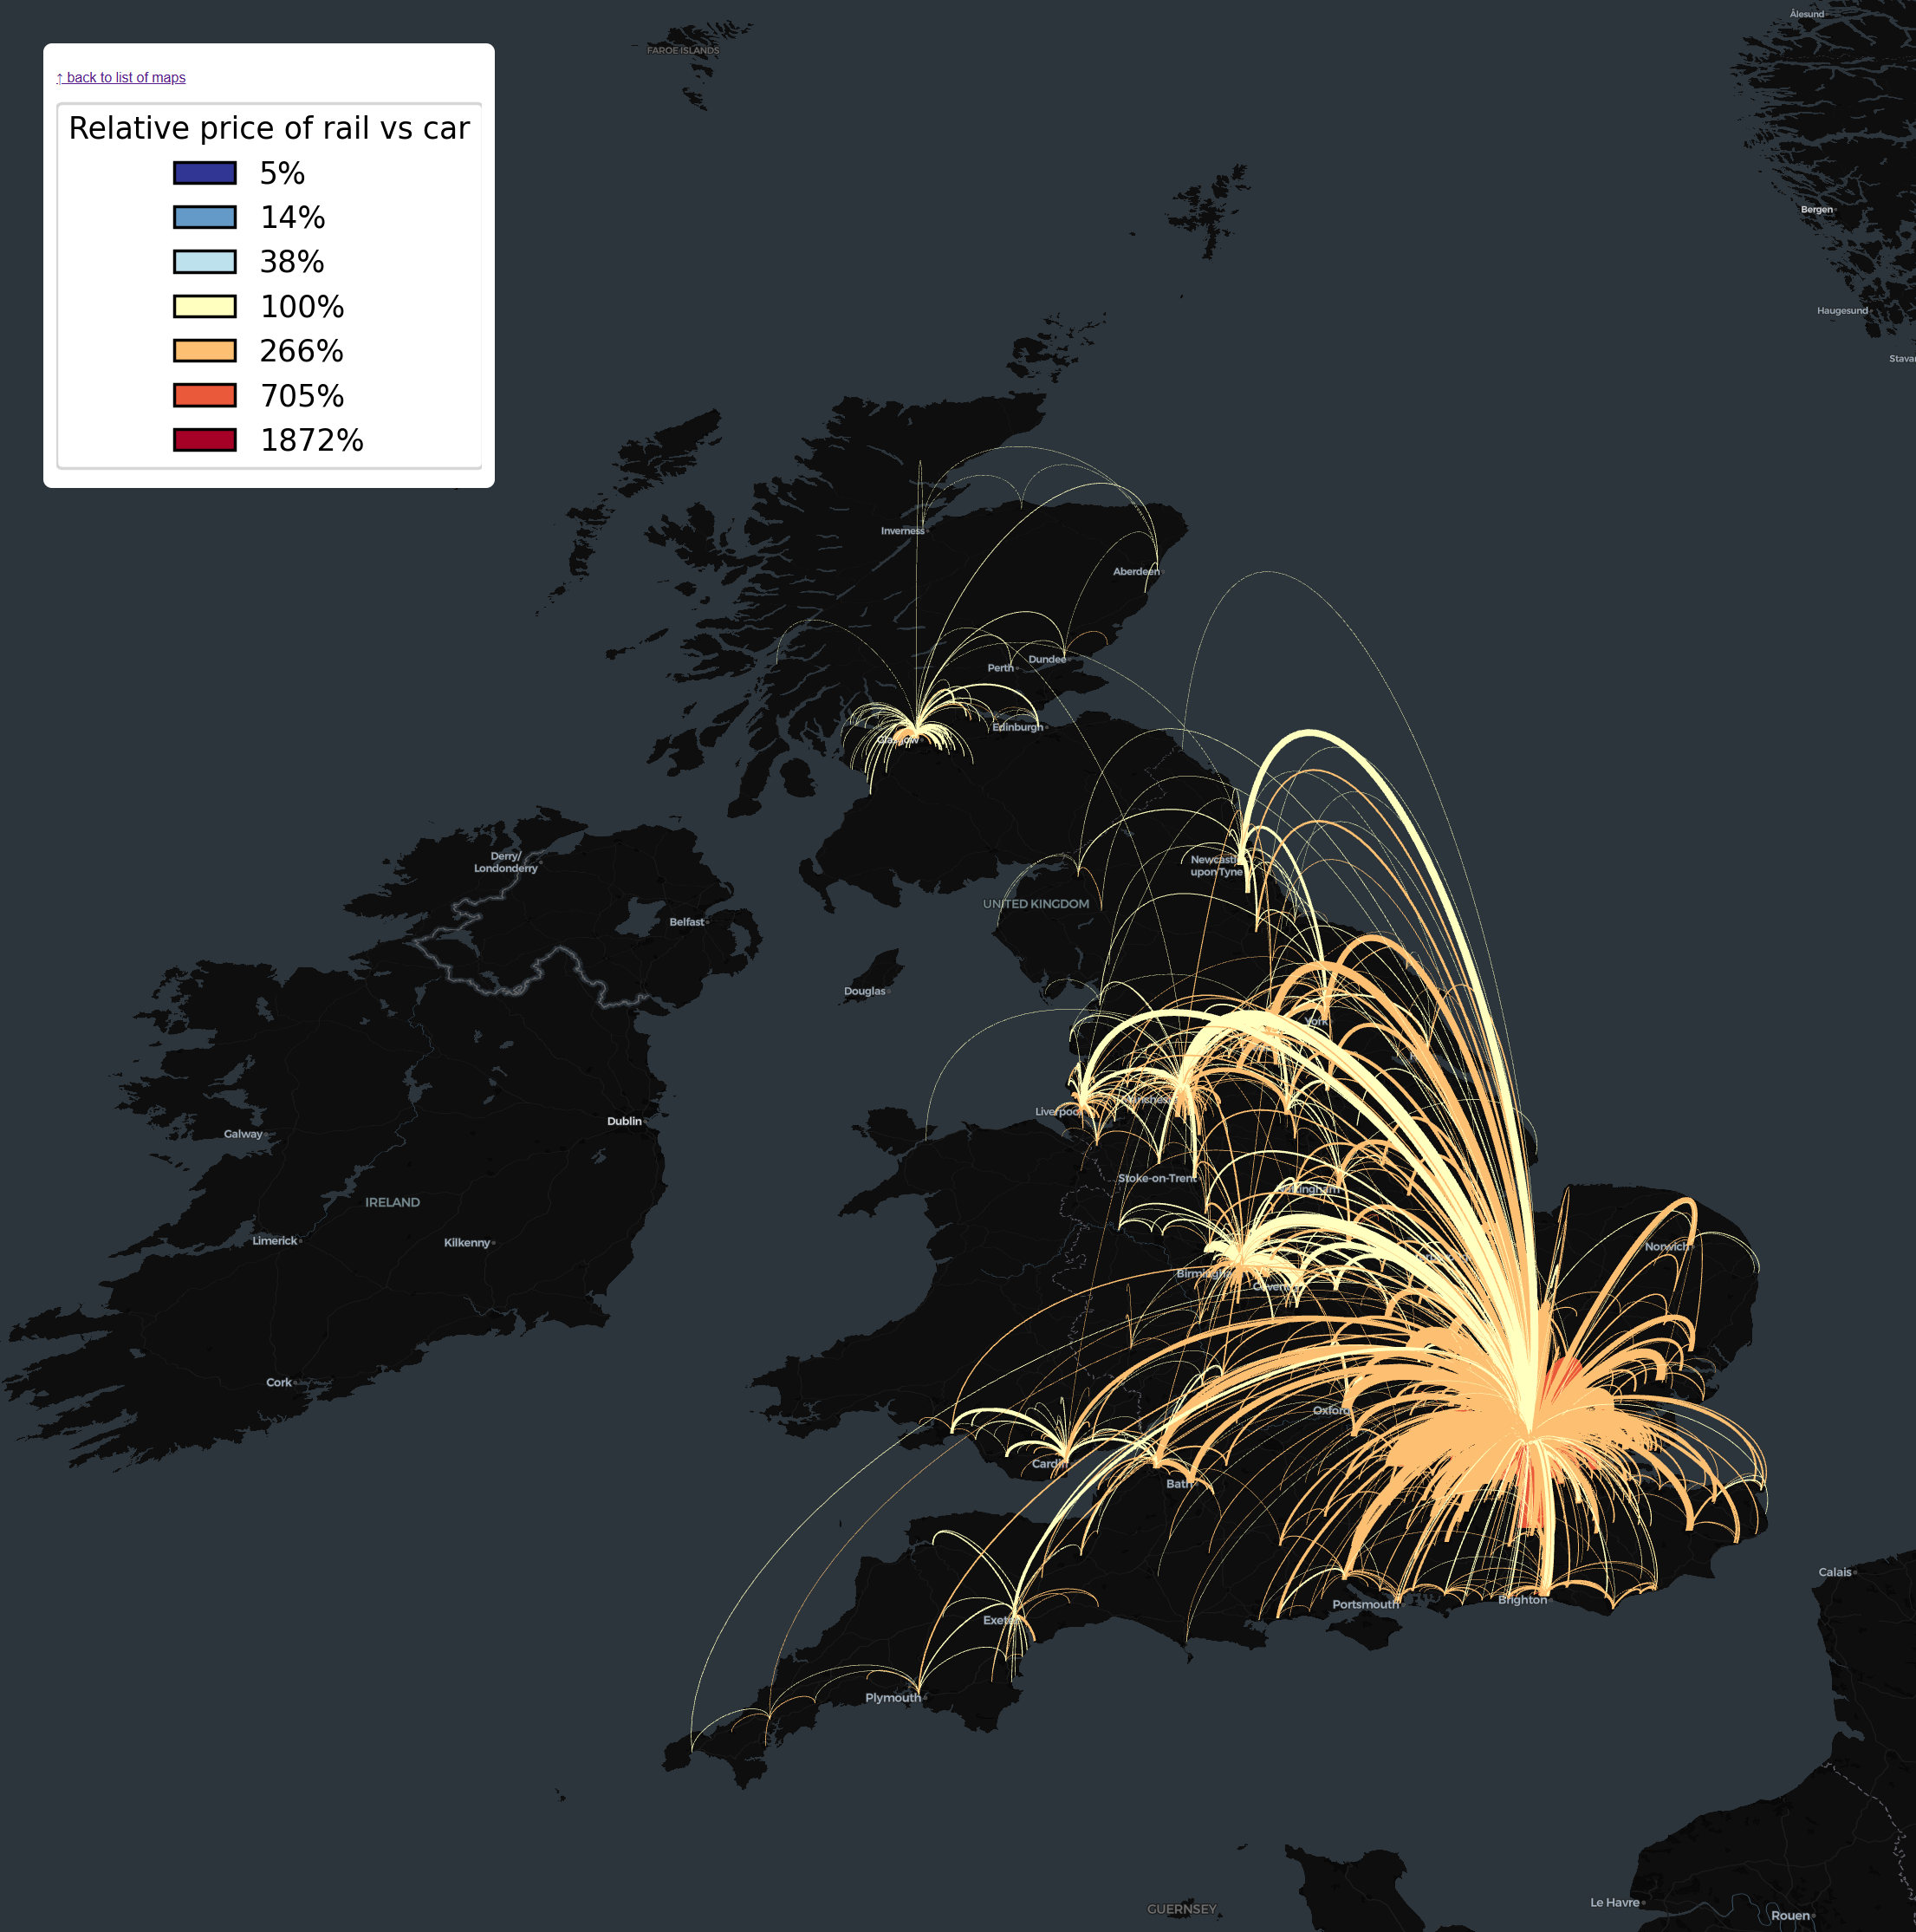 ↑ back to list of maps
Relative price of rail vs car
5%
14%
38%
100%
266%
705%
1872%
FAROE ISLANDS
Ålesund
Bergen
Haugesund
Inverness
Aberdeen
Perth
Dundee
Edinburgh
Glasgow
Derry/
Londonderry
Newcastle
upon Tyne
UNITED KINGDOM
Belfast
Douglas
York
Liverpool
Manchester
Galway
Dublin
Stoke-on-Trent
IRELAND
Limerick
Kilkenny
Norwich
Birmingham
Coventry
Cork
Oxford
Cardiff
Bath
Calais
Portsmouth
Brighton
Exeter
Plymouth
Le Havre
GUERNSEY
Rouen